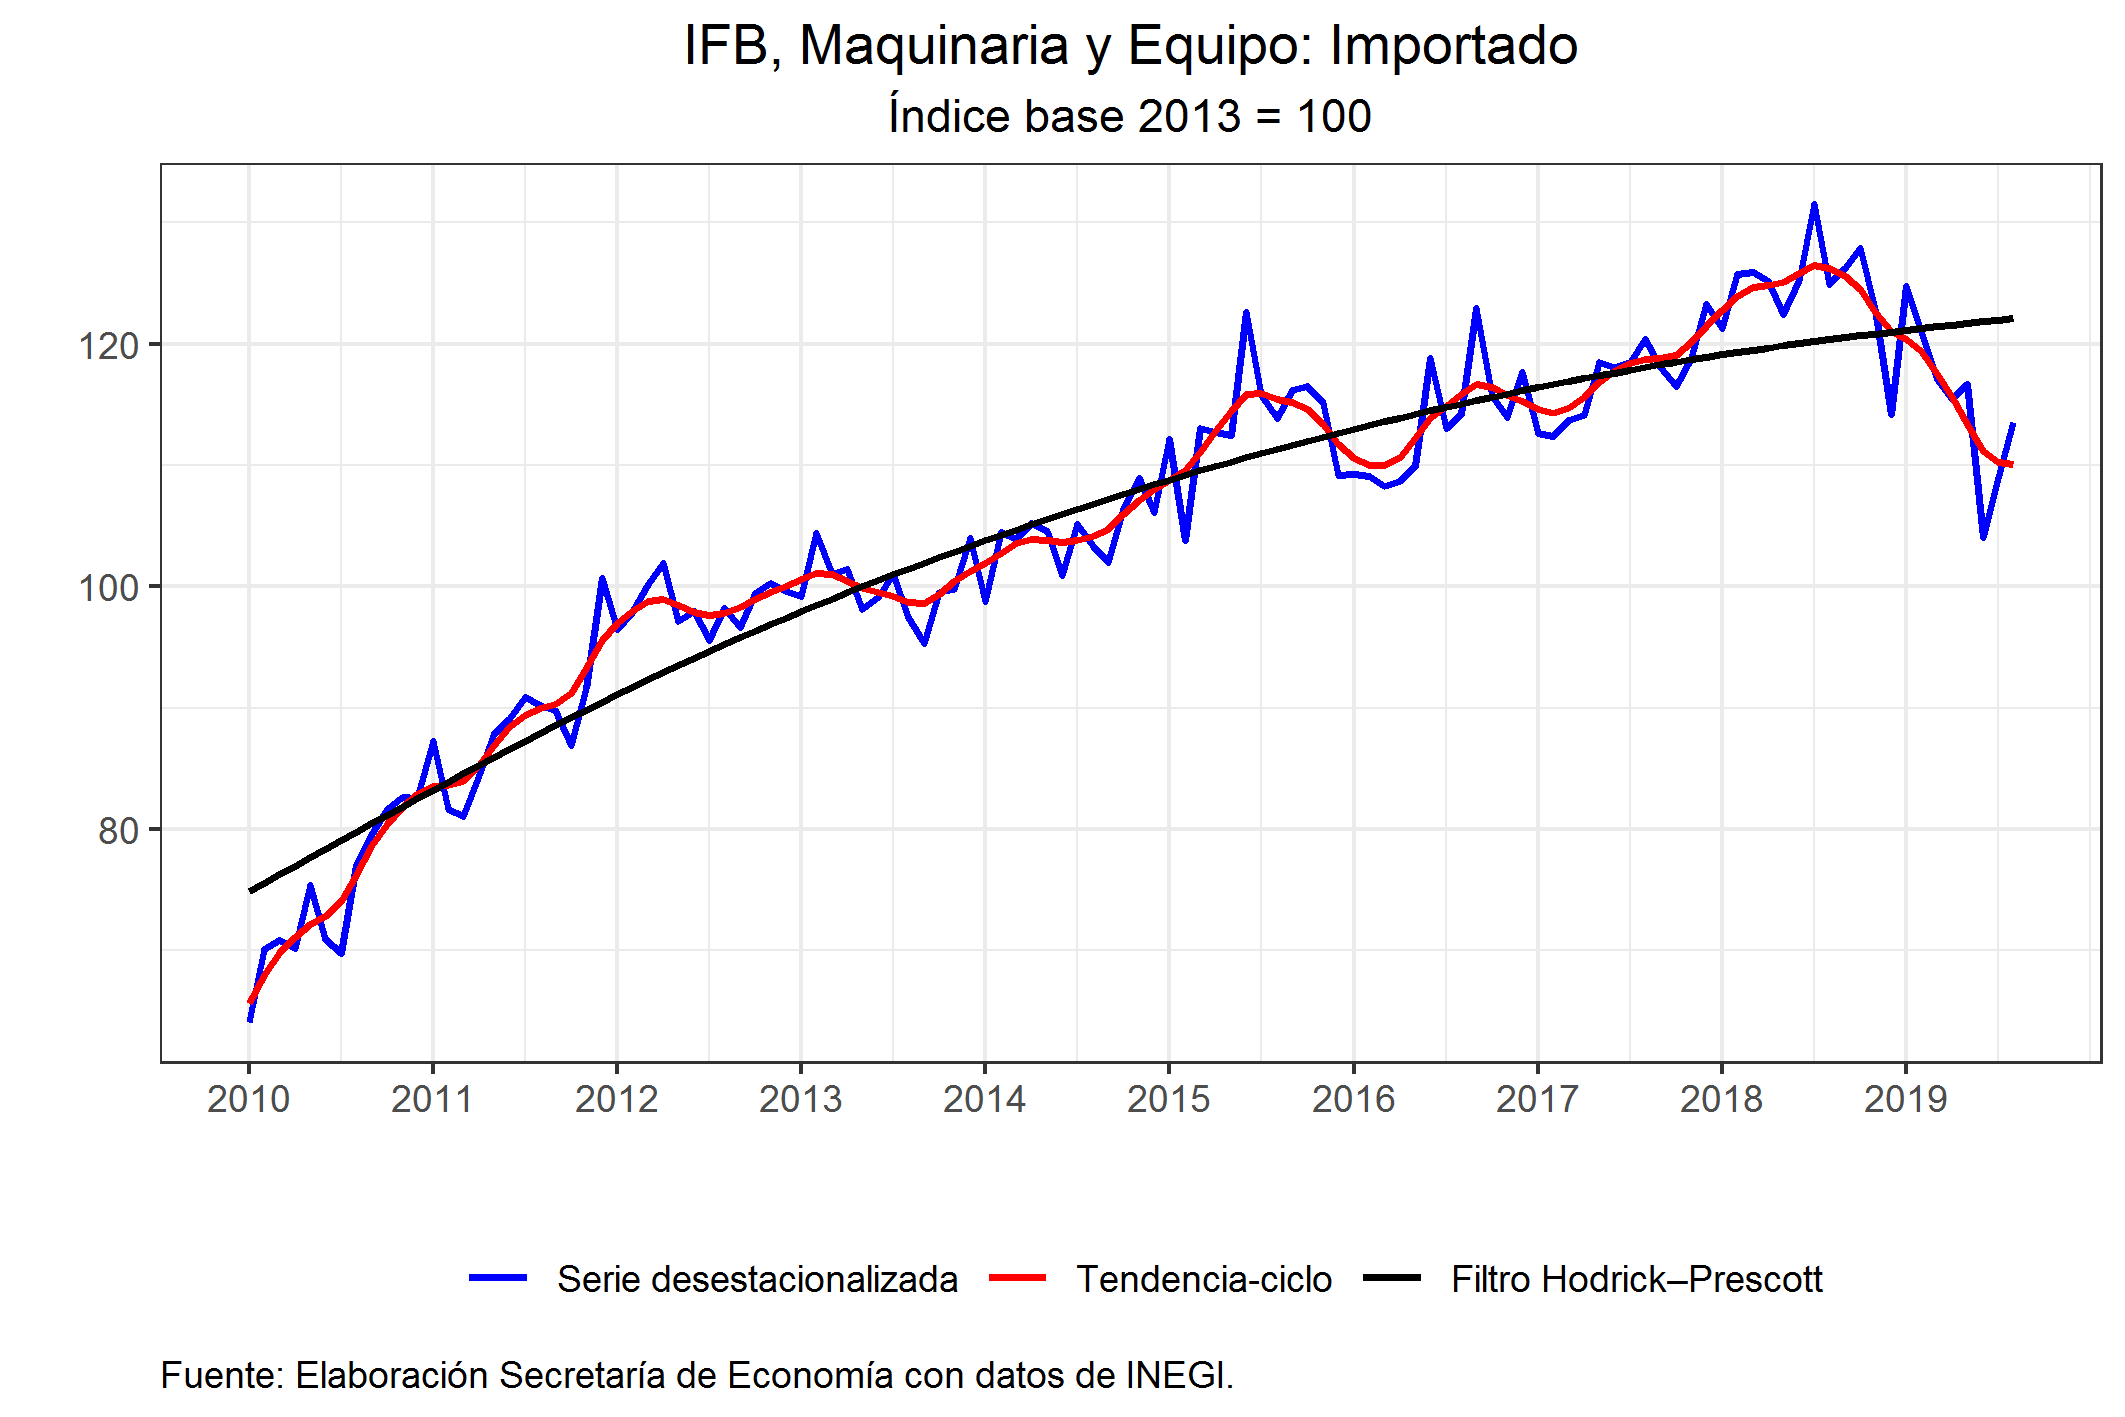 IFB, Maquinaria y Equipo: Importado
Índice base 2013 = 100
120
100
80
2010 2011 2012 2013 2014 2015 2016 2017 2018 2019
Serie desestacionalizada Tendencia-ciclo Filtro Hodrick–Prescott
Fuente: Elaboración Secretaría de Economía con datos de INEGI.